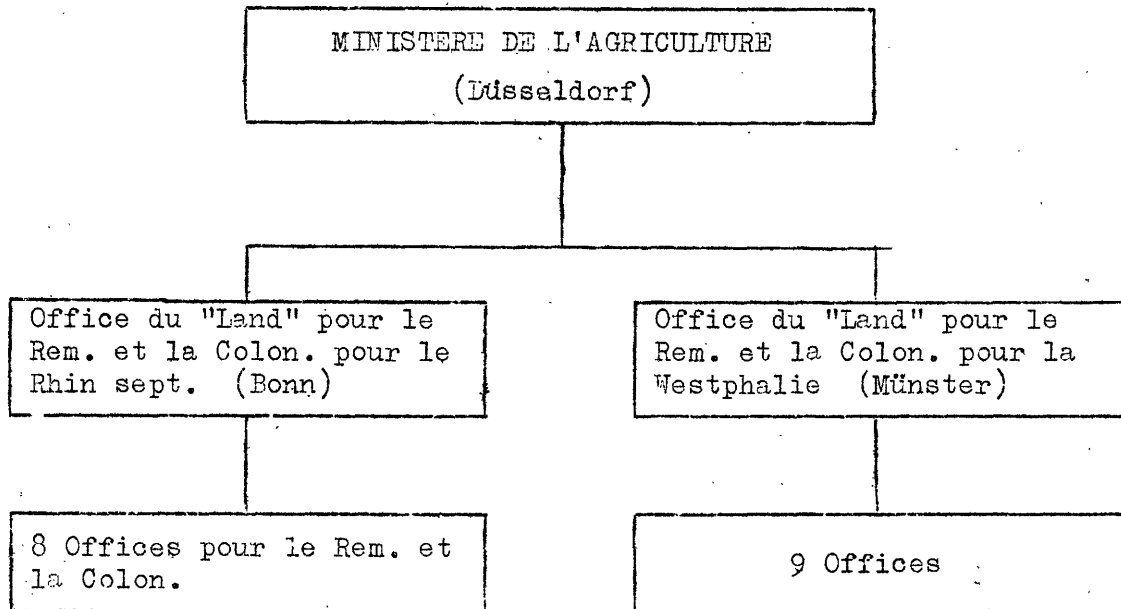 MINISTERE DE L'AGRICULTURE
(Düsseldorf)
Office du "Land" pour le
Rem. et la Colon. pour le
Rhin sept. (Bonn)
Office du "Land" pour le
Rem. et la Colon. pour la
Westphalie (Münster)
8 Offices pour le Rem. et
la Colon.
9 Offices